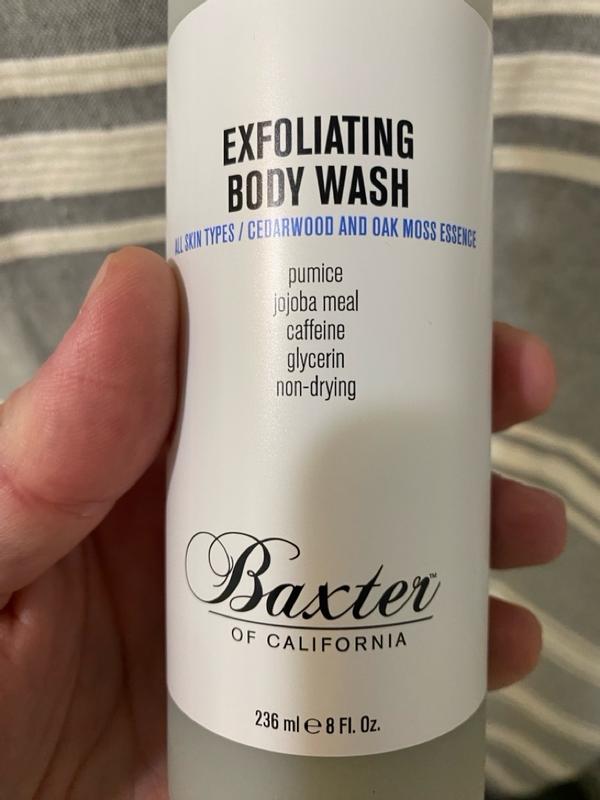 EXFOLIATING
BODY WASH
ALL SKIN TYPES / CEDARWOOD AND OAK MOSS ESSENCE
pumice
jojoba meal
caffeine
glycerin
non-drying
Baxter™
OF CALIFORNIA
236 ml ℮ 8 Fl. Oz.